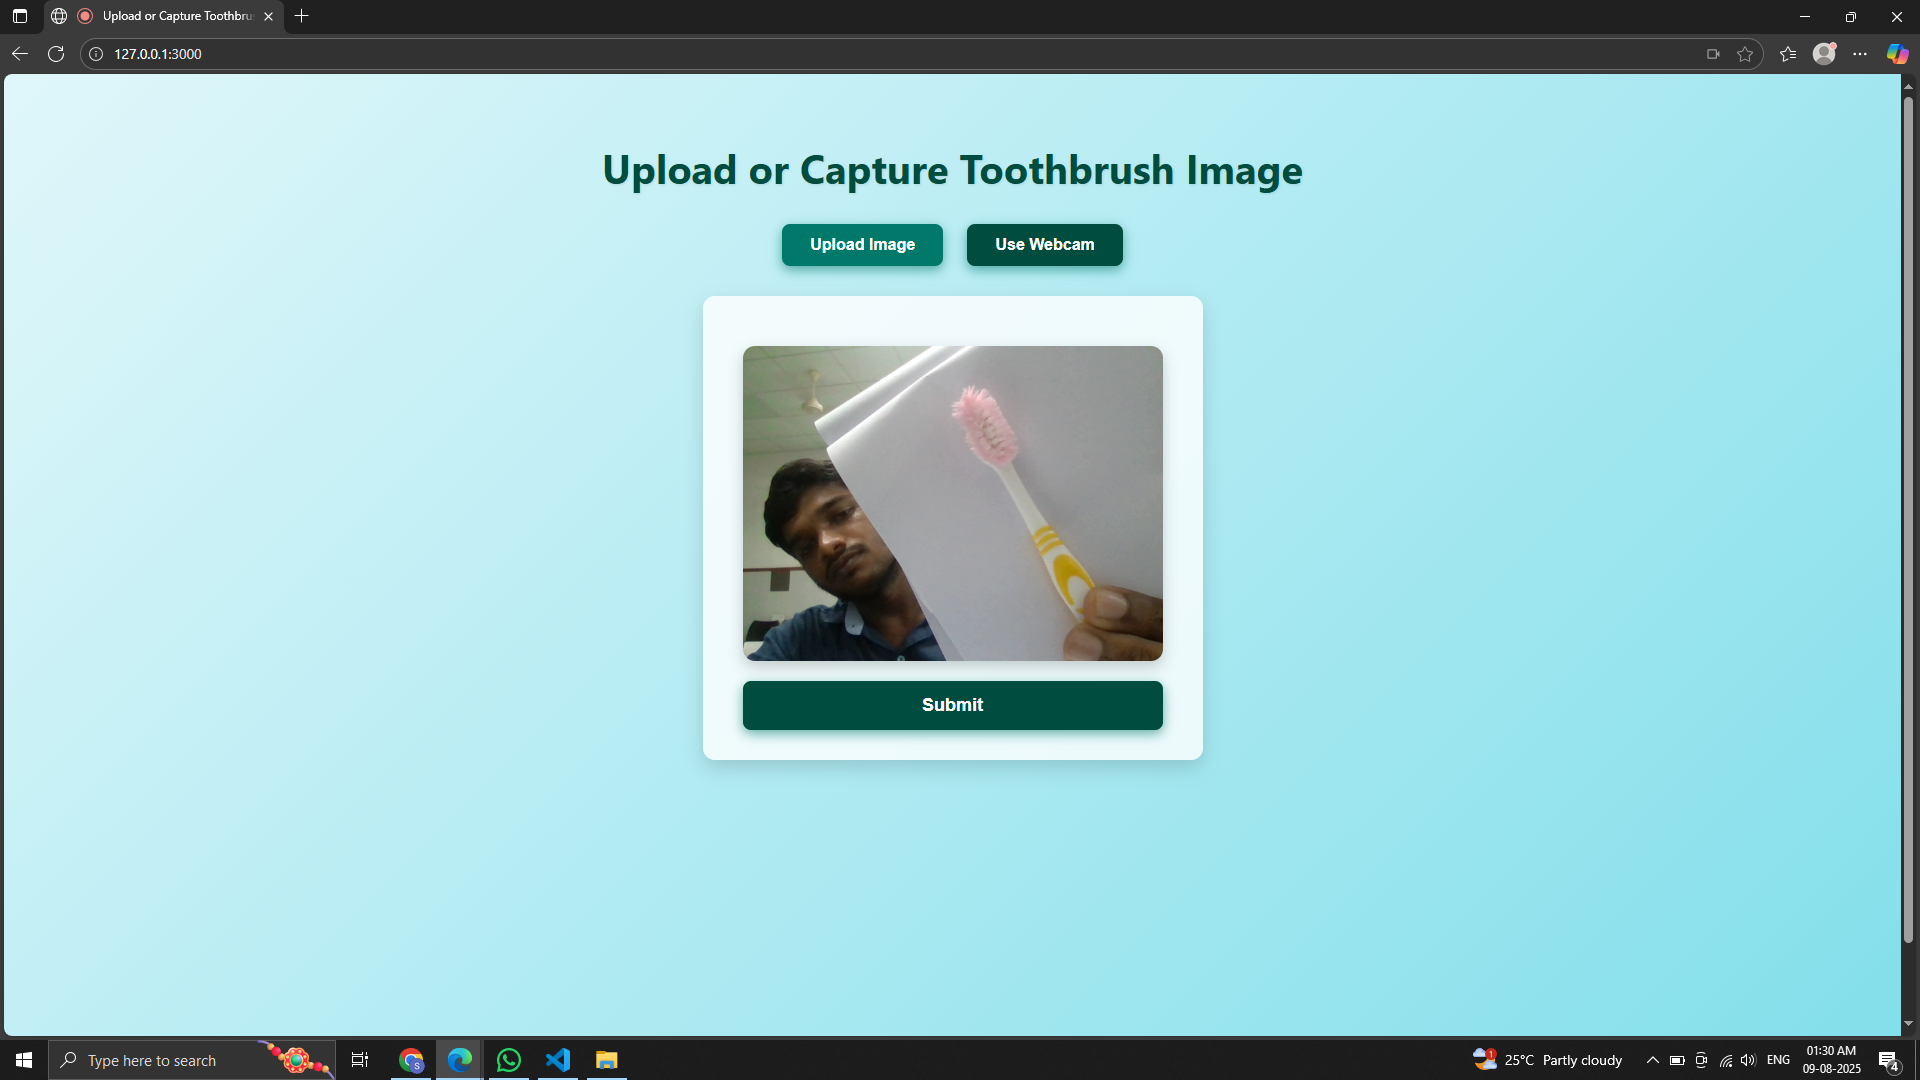 Upload or Capture Toothbru
127.0.0.1:3000
Upload or Capture Toothbrush Image
Upload Image
Use Webcam
Submit
Type here to search
S
1
25°C Partly cloudy
ENG
01:30 AM
09-08-2025
4